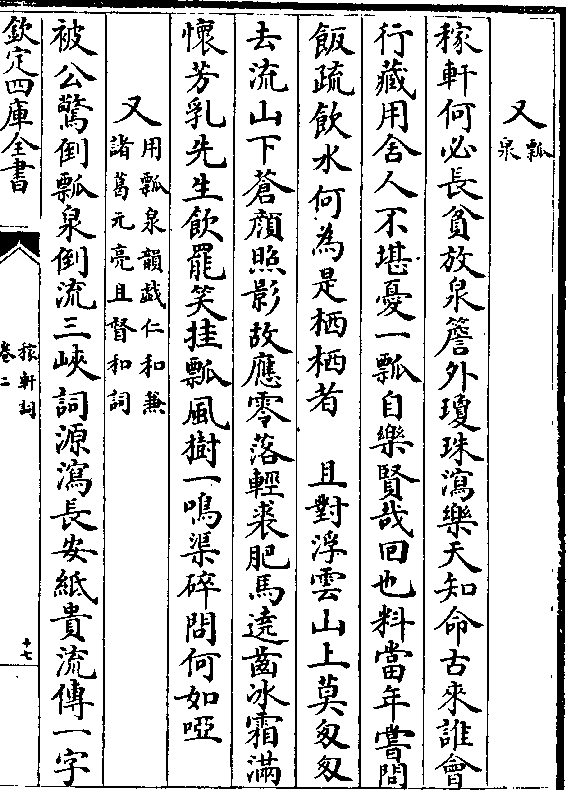 又瓢泉
稼軒何必長貧放泉簷外瓊珠瀉樂天知命古來誰會
行藏用舍人不堪憂一瓢自樂賢哉回也料當年嘗問
飯疏飲水何為是栖栖者　且對浮雲山上莫匆匆
去流山下蒼顔照影故應零落輕裘肥馬遶齒冰霜滿
懷芳乳先生飲罷笑挂瓢風樹一鳴渠碎問何如啞
又用瓢泉韻戯仁和兼
諸葛元亮且督和詞
被公驚倒瓢泉倒流三峽詞源瀉長安紙貴流傳一字
欽定四庫全書
稼軒詞
卷二
十七